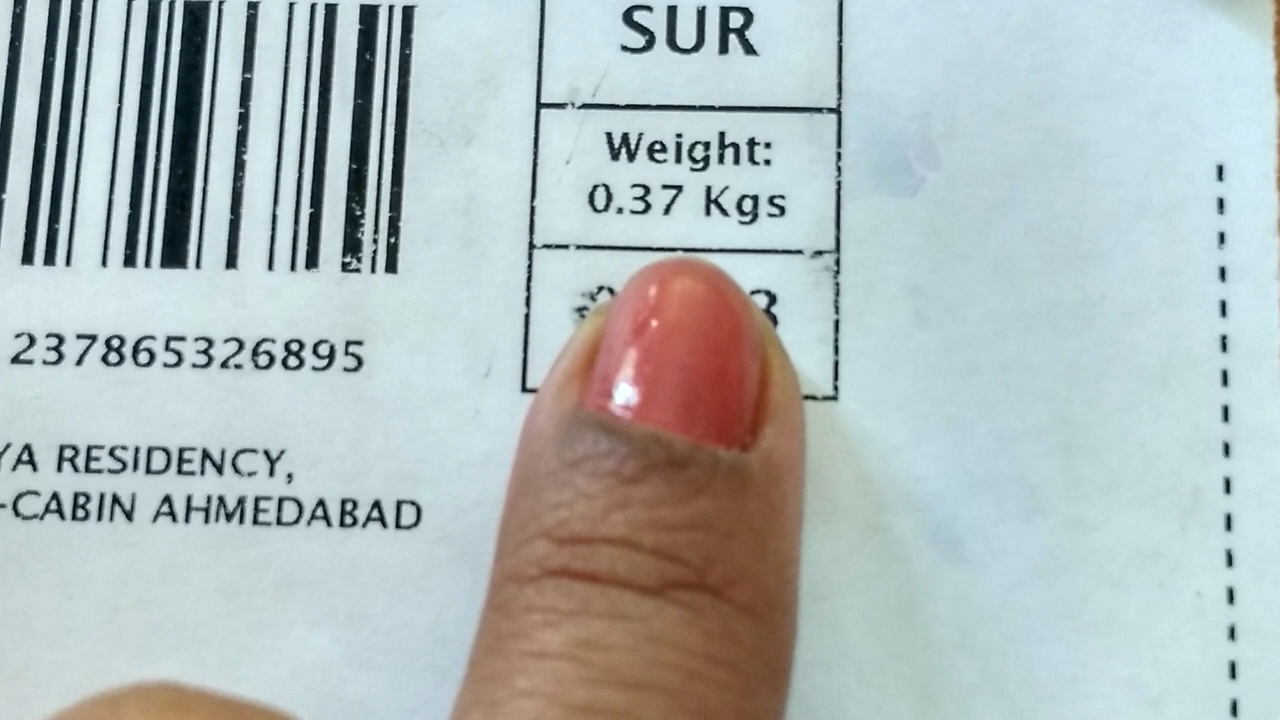 SUR
Weight:
0.37 Kgs
237865326895
YA RESIDENCY,
-CABIN AHMEDABAD